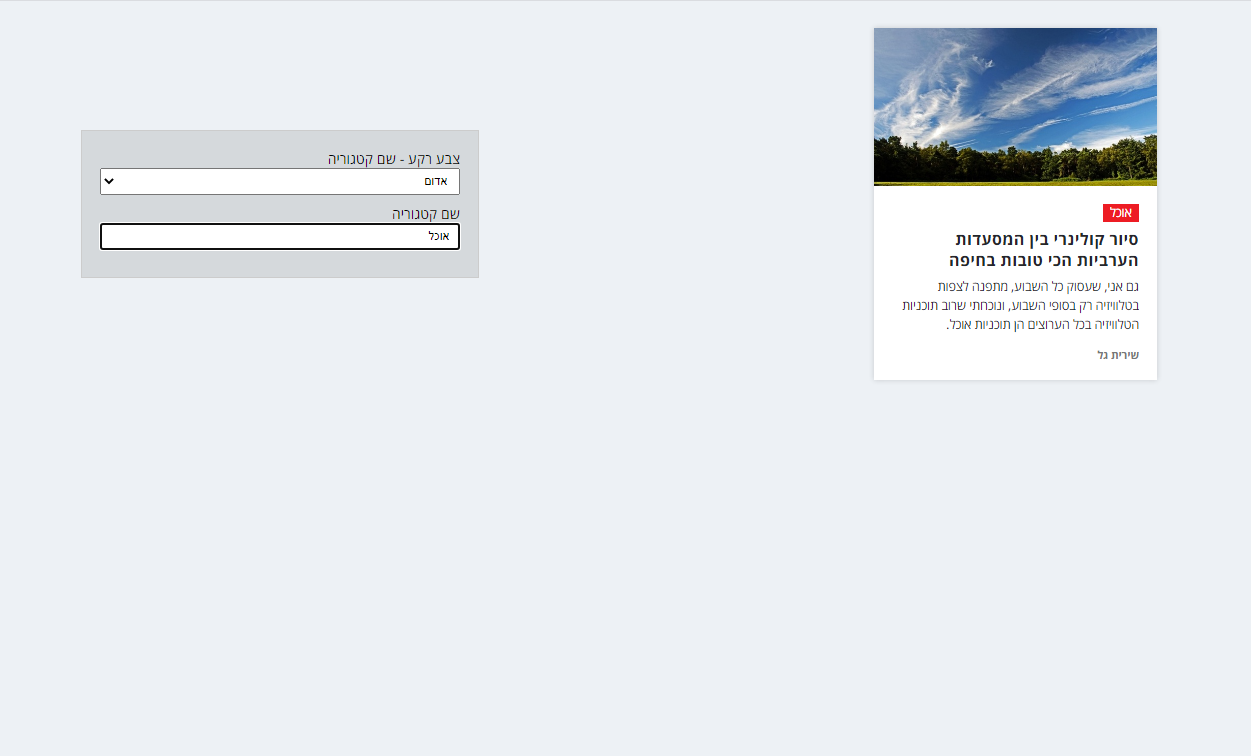 אוכל
סיור קולינרי בין המסעדות
הערביות הכי טובות בחיפה
גם אני, שעסוק כל השבוע, מתפנה לצפות
בטלוויזיה רק בסופי השבוע, ונוכחתי שרוב תוכניות
הטלוויזיה בכל הערוצים הן תוכניות אוכל.
שירית גל
צבע רקע - שם קטגוריה
אדום
שם קטגוריה
אוכל